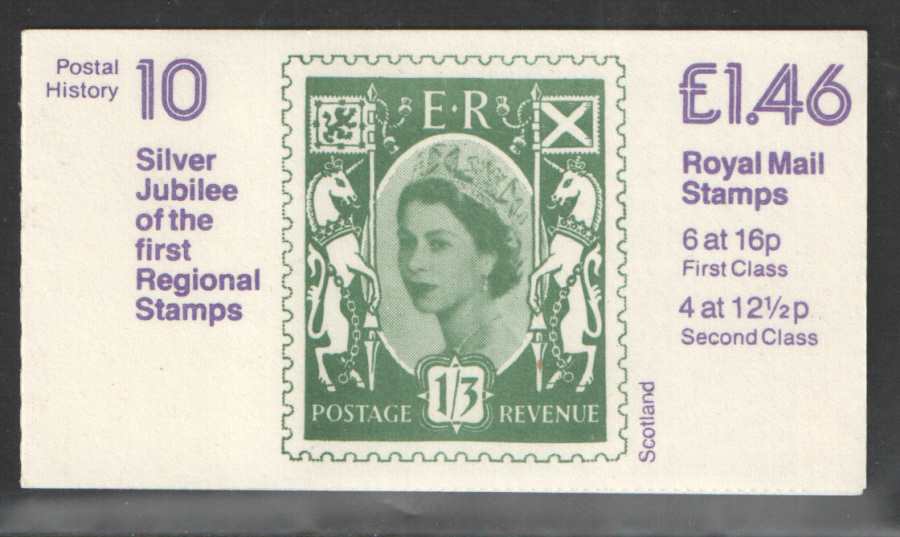 Postal
History
10
Silver
Jubilee
of the
first
Regional
Stamps
E·R
1/3
POSTAGE REVENUE
Scotland
£1.46
Royal Mail
Stamps
6 at 16p
First Class
4 at 12½p
Second Class